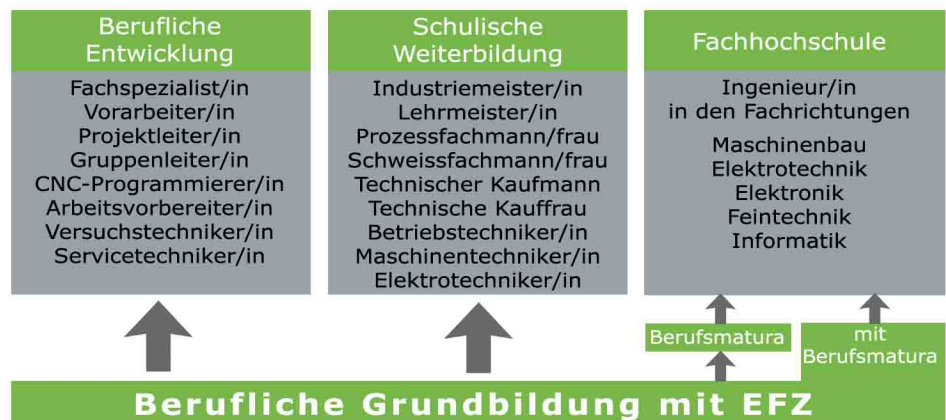 Berufliche
Entwicklung
Fachspezialist/in
Vorarbeiter/in
Projektleiter/in
Gruppenleiter/in
CNC-Programmierer/in
Arbeitsvorbereiter/in
Versuchstechniker/in
Servicetechniker/in
Schulische
Weiterbildung
Industriemeister/in
Lehrmeister/in
Prozessfachmann/frau
Schweissfachmann/frau
Technischer Kaufmann
Technische Kauffrau
Betriebstechniker/in
Maschinentechniker/in
Elektrotechniker/in
Fachhochschule
Ingenieur/in
in den Fachrichtungen
Maschinenbau
Elektrotechnik
Elektronik
Feintechnik
Informatik
Berufsmatura
mit
Berufsmatura
Berufliche Grundbildung mit EFZ